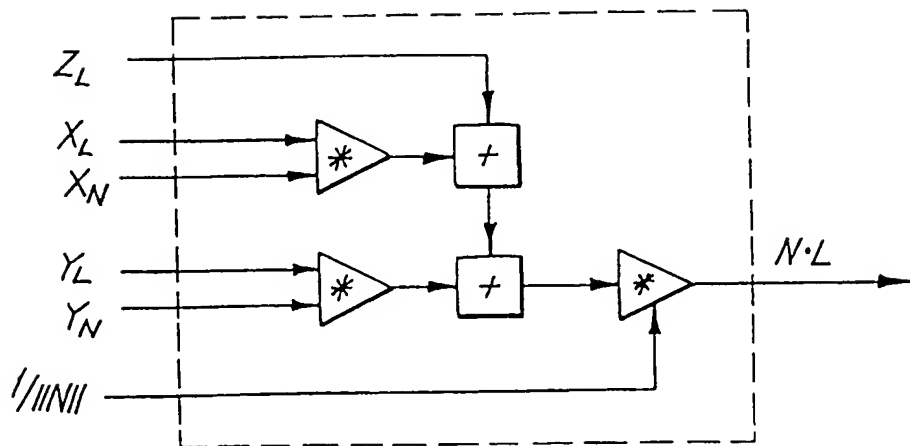 Z_L
X_L
X_N
*
+
Y_L
Y_N
*
+
*
N·L
1/||N||